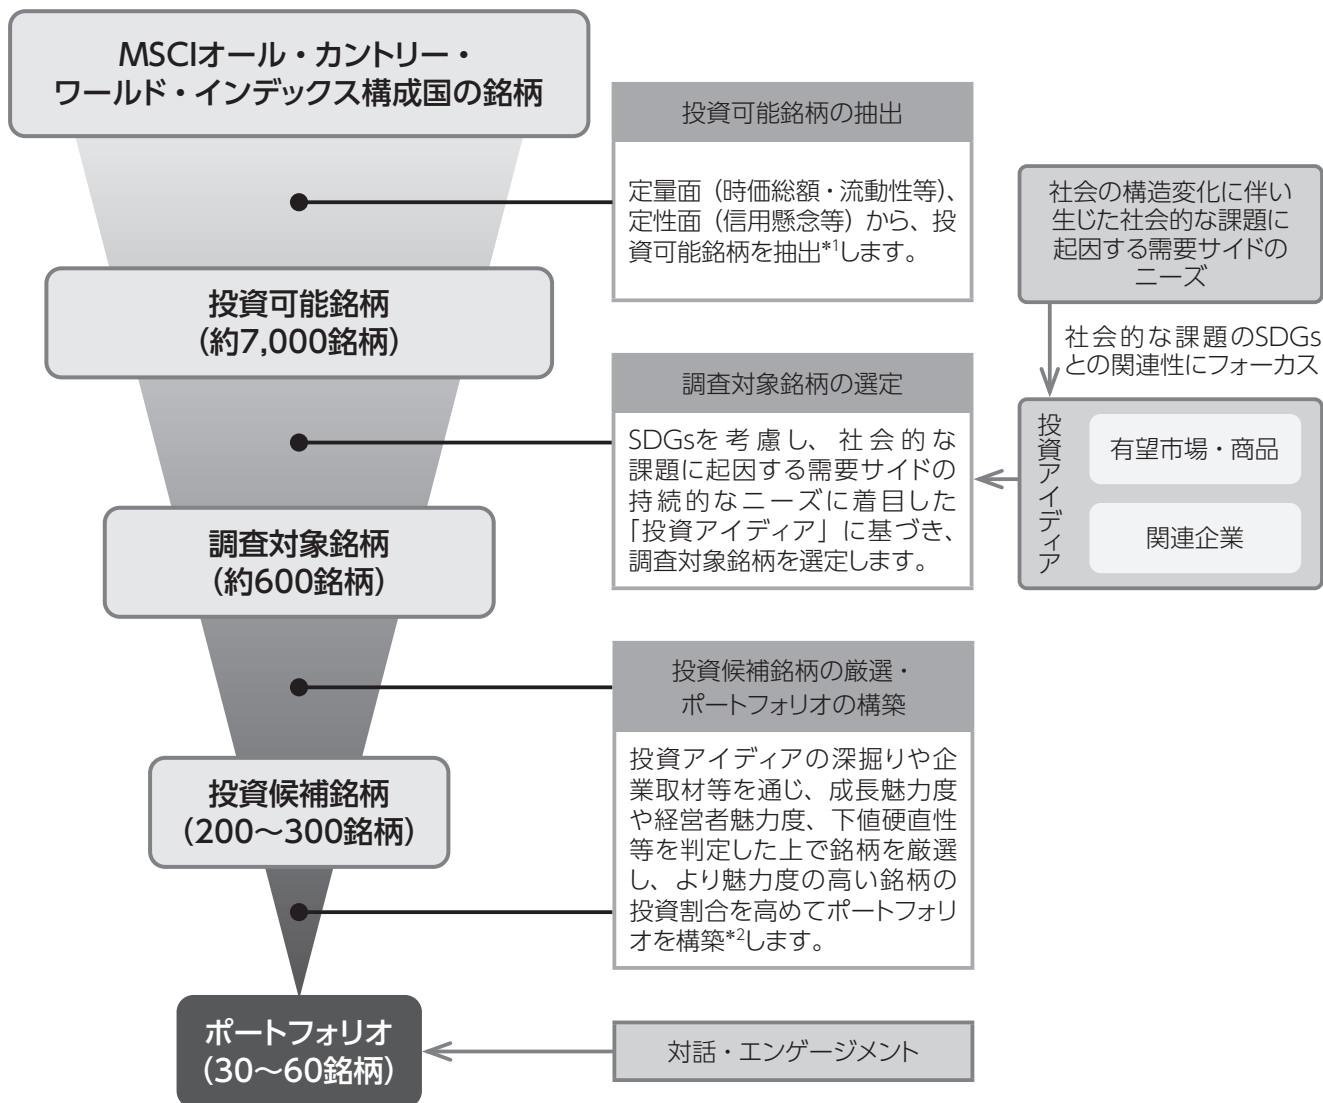 MSCIオール・カントリー・
ワールド・インデックス構成国の銘柄
投資可能銘柄の抽出
定量面（時価総額・流動性等）、
定性面（信用懸念等）から、投
資可能銘柄を抽出*1します。
社会の構造変化に伴い
生じた社会的な課題に
起因する需要サイドの
ニーズ
投資可能銘柄
（約7,000銘柄）
社会的な課題のSDGs
との関連性にフォーカス
調査対象銘柄の選定
SDGsを考慮し、社会的な
課題に起因する需要サイドの
持続的なニーズに着目した
「投資アイディア」に基づき、
調査対象銘柄を選定します。
投資アイディア
有望市場・商品
関連企業
調査対象銘柄
（約600銘柄）
投資候補銘柄の厳選・
ポートフォリオの構築
投資アイディアの深掘りや企
業取材等を通じ、成長魅力度
や経営者魅力度、下値硬直性
等を判定した上で銘柄を厳選
し、より魅力度の高い銘柄の
投資割合を高めてポートフォリ
オを構築*2します。
投資候補銘柄
（200～300銘柄）
ポートフォリオ
（30～60銘柄）
対話・エンゲージメント